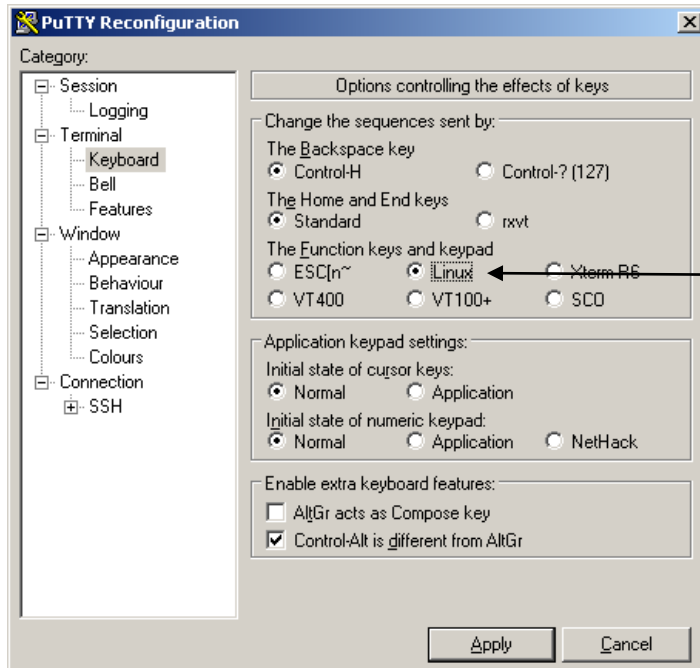 PuTTY Reconfiguration
Category:
Session
Logging
Terminal
Keyboard
Bell
Features
Window
Appearance
Behaviour
Translation
Selection
Colours
Connection
SSH
Options controlling the effects of keys
Change the sequences sent by:
The Backspace key
Control-H Control-? (127)
The Home and End keys
Standard rxvt
The Function keys and keypad
ESC[n~ Linux Xterm R6
VT400 VT100+ SCO
Application keypad settings:
Initial state of cursor keys:
Normal Application
Initial state of numeric keypad:
Normal Application NetHack
Enable extra keyboard features:
AltGr acts as Compose key
Control-Alt is different from AltGr
Apply Cancel